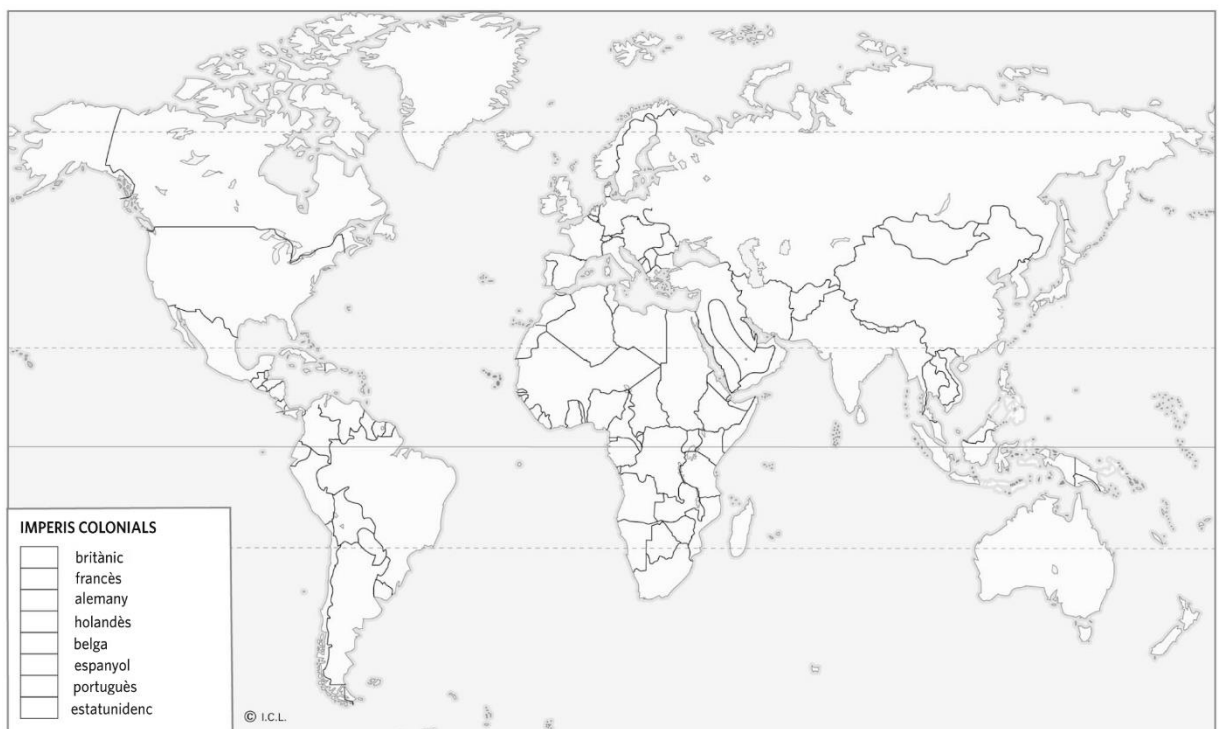 IMPERIS COLONIALS
britànic
francès
alemany
holandès
belga
espanyol
portuguès
estatunidenc
© I.C.L.